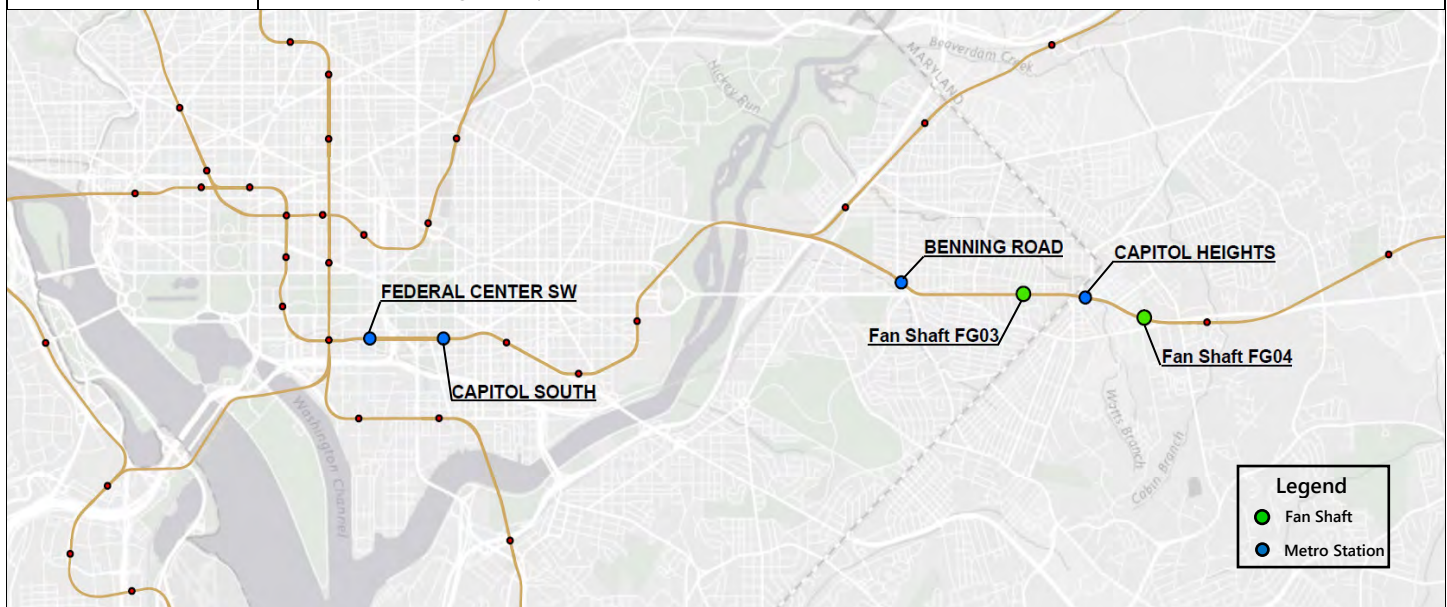 Beaverdam Creek
MARYLAND
Hickey Run
BENNING ROAD
CAPITOL HEIGHTS
FEDERAL CENTER SW
Fan Shaft FG03
Fan Shaft FG04
CAPITOL SOUTH
Washington Channel
Watts Branch
Cabin Branch
Legend
Fan Shaft
Metro Station